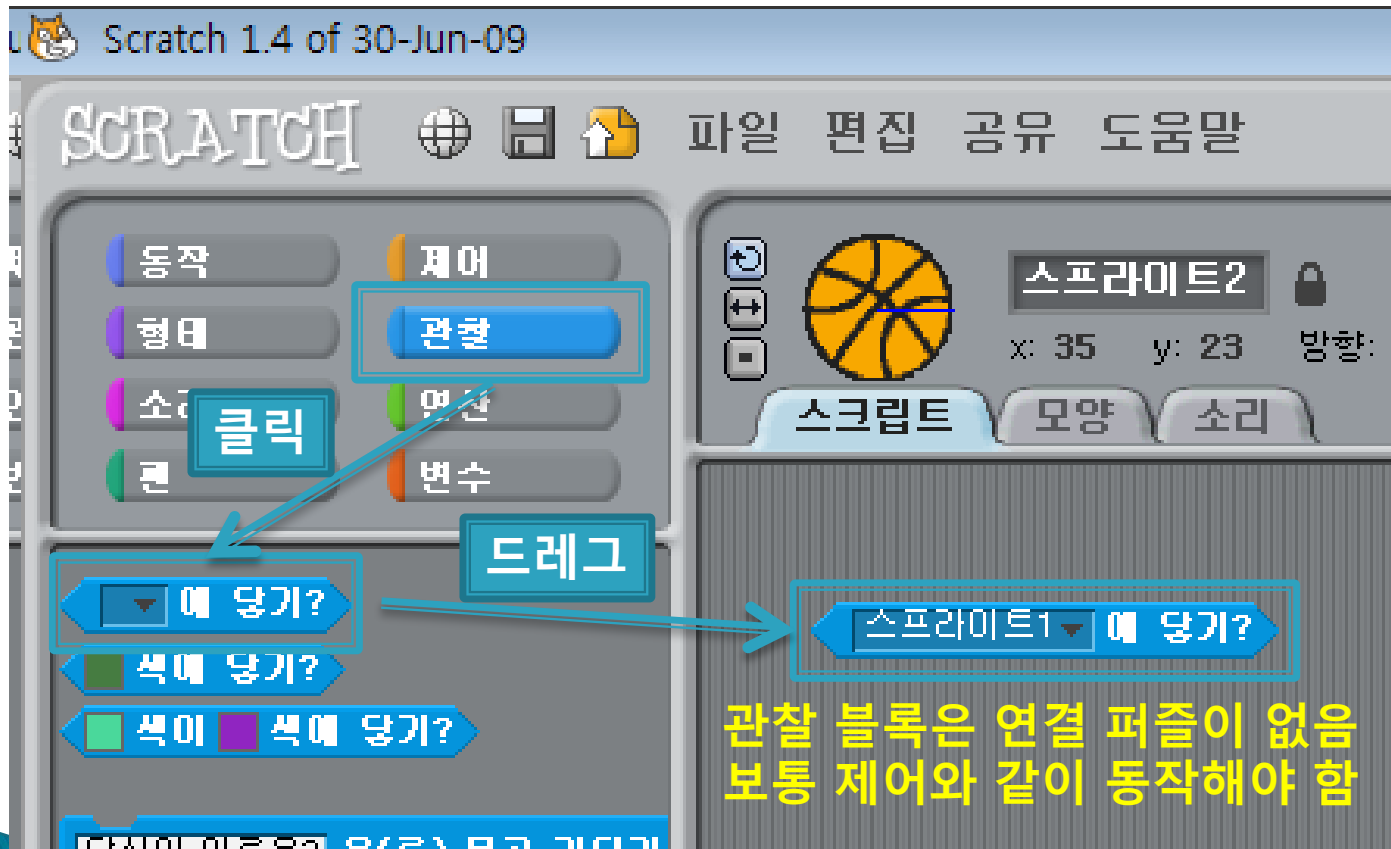 Scratch 1.4 of 30-Jun-09
SCRATCH 파일 편집 공유 도움말
동작 제어
형태 관찰
연산
클릭
펜 변수
스프라이트2
x: 35 y: 23 방향:
스크립트 모양 소리
드레그
에 닿기?
색에 닿기?
색이 색에 닿기?
스프라이트1 에 닿기?
관찰 블록은 연결 퍼즐이 없음
보통 제어와 같이 동작해야 함